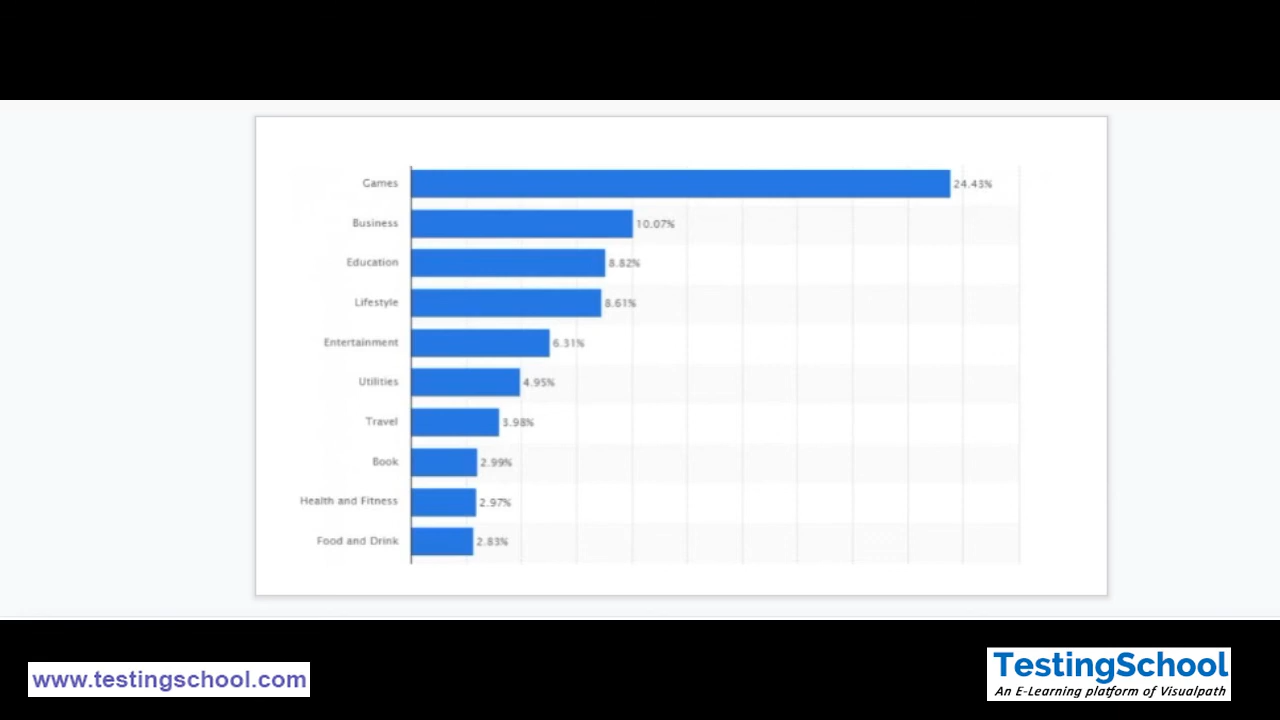 Games 24.43%
Business 10.07%
Education 8.82%
Lifestyle 8.61%
Entertainment 6.31%
Utilities 4.95%
Travel 3.98%
Book 2.99%
Health and Fitness 2.97%
Food and Drink 2.83%
www.testingschool.com
TestingSchool
An E-Learning platform of Visualpath